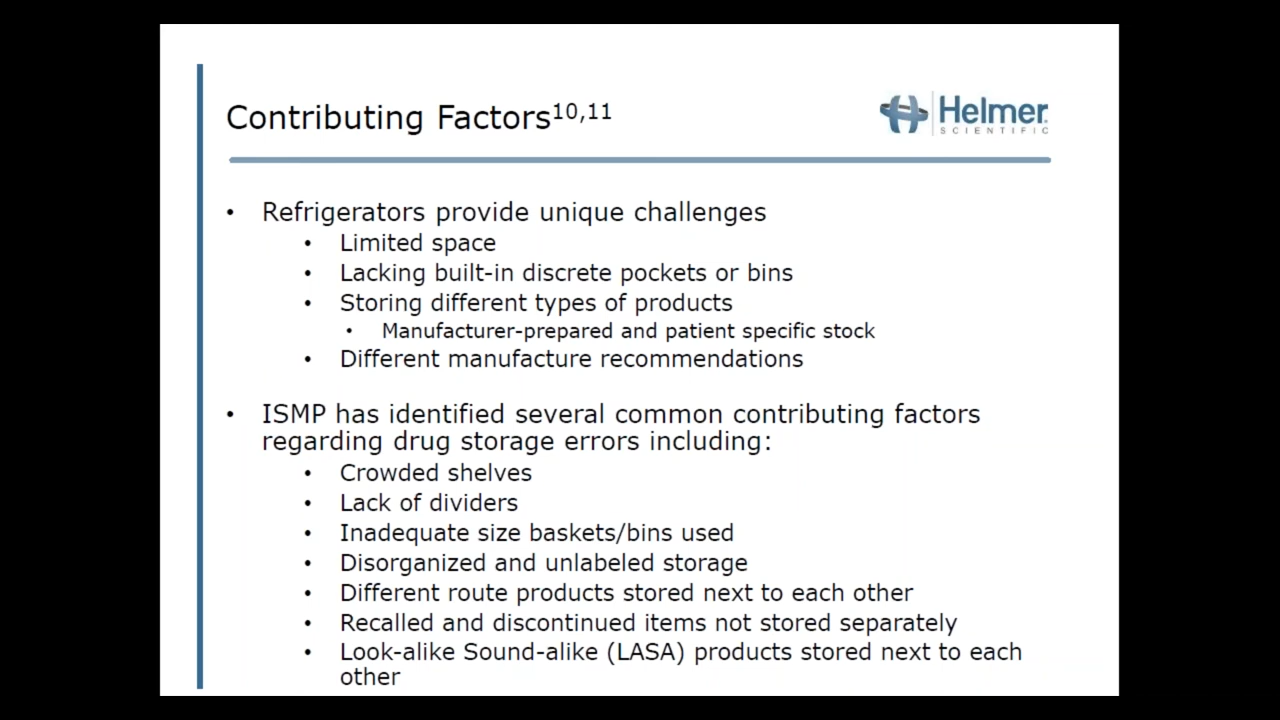 Contributing Factors10,11
Helmer
SCIENTIFIC
• Refrigerators provide unique challenges
• Limited space
• Lacking built-in discrete pockets or bins
• Storing different types of products
• Manufacturer-prepared and patient specific stock
• Different manufacture recommendations
• ISMP has identified several common contributing factors
regarding drug storage errors including:
• Crowded shelves
• Lack of dividers
• Inadequate size baskets/bins used
• Disorganized and unlabeled storage
• Different route products stored next to each other
• Recalled and discontinued items not stored separately
• Look-alike Sound-alike (LASA) products stored next to each
other